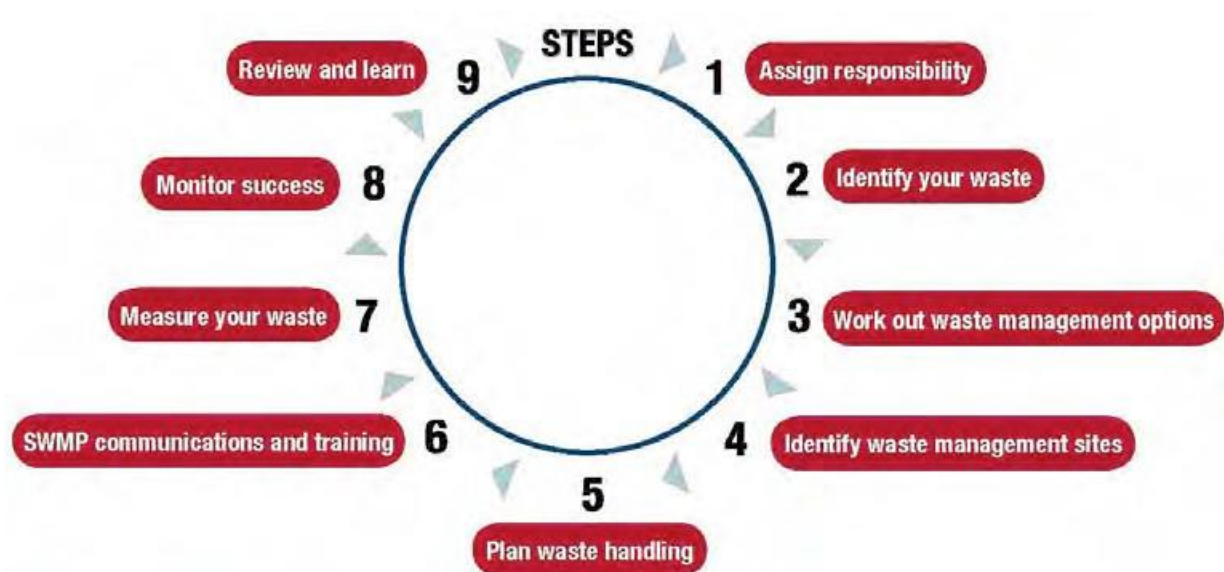 STEPS
1 Assign responsibility
2 Identify your waste
3 Work out waste management options
4 Identify waste management sites
5
Plan waste handling
SWMP communications and training 6
Measure your waste 7
Monitor success 8
Review and learn 9